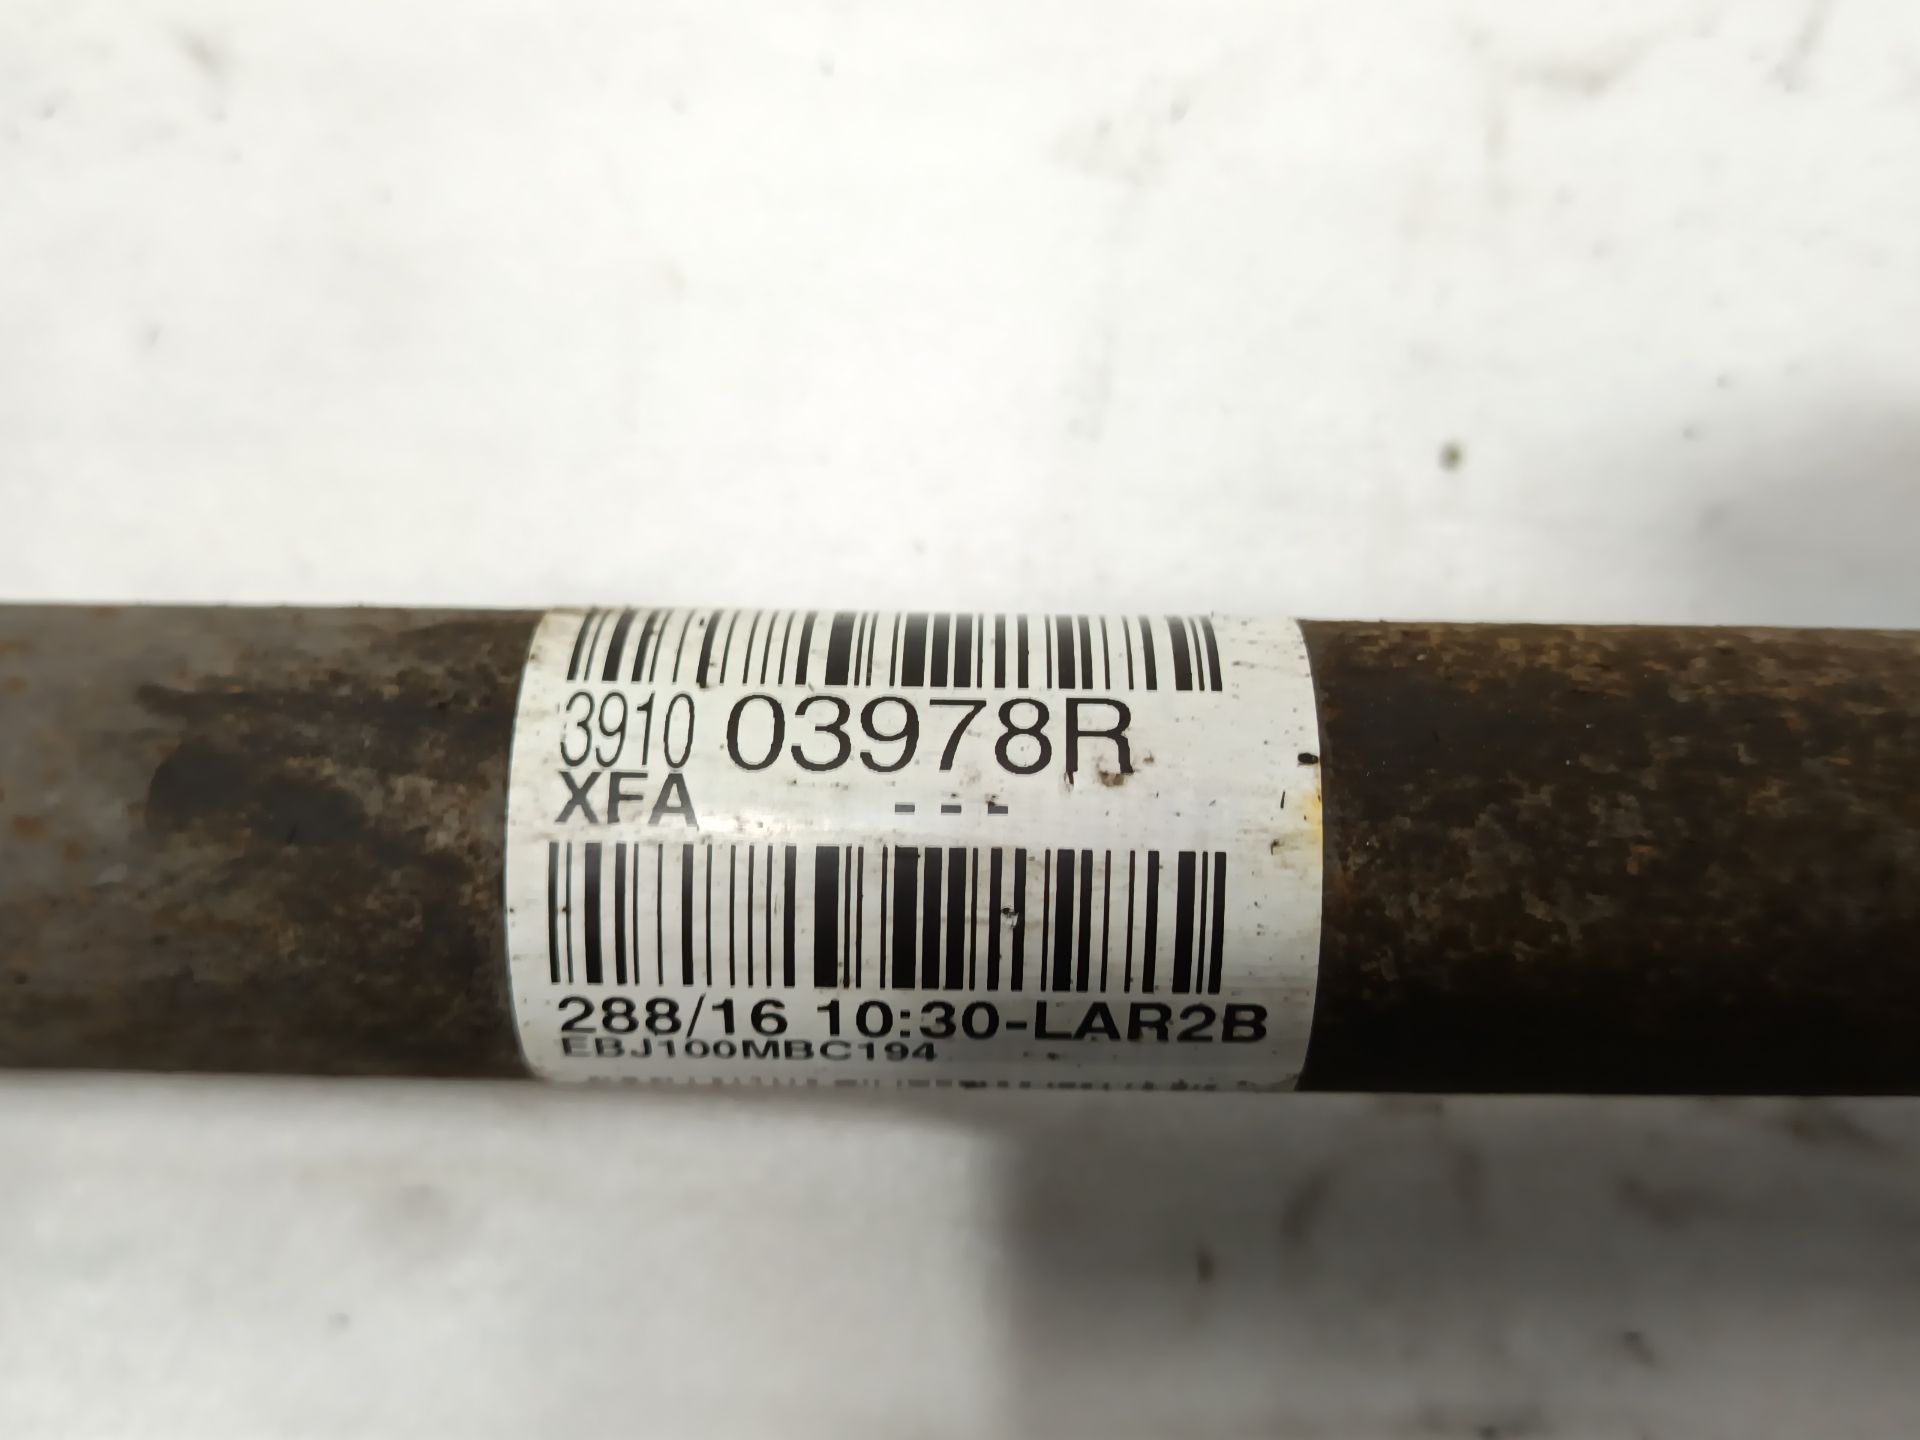 3910 03978R
XFA - - -
288/16 10:30-LAR2B
EBJ100MBC194